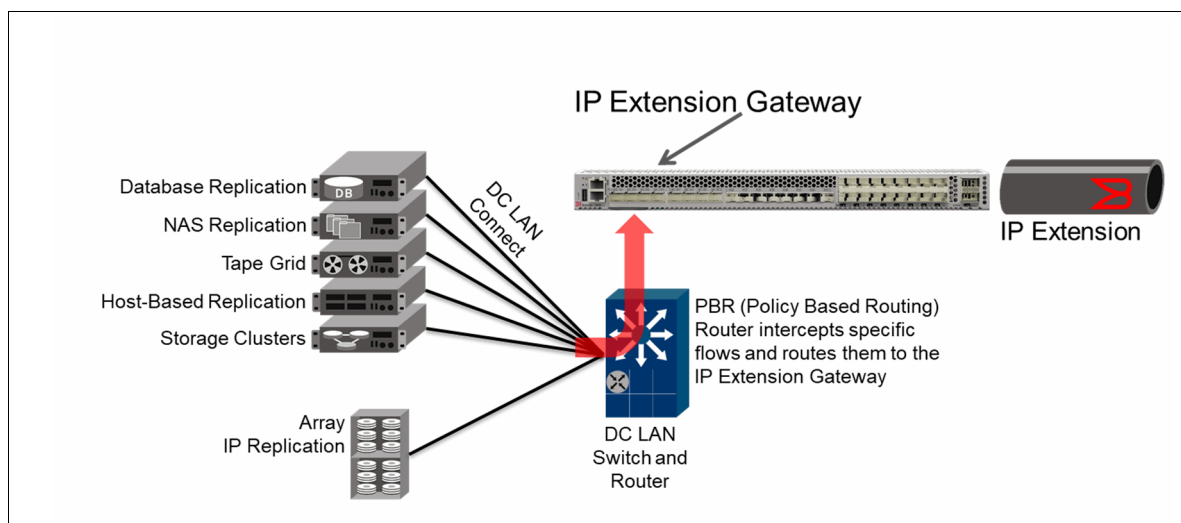 IP Extension Gateway
Database Replication
DB
NAS Replication
Tape Grid
Host-Based Replication
Storage Clusters
DC LAN
Connect
IP Extension
PBR (Policy Based Routing)
Router intercepts specific
flows and routes them to the
IP Extension Gateway
Array
IP Replication
DC LAN
Switch and
Router